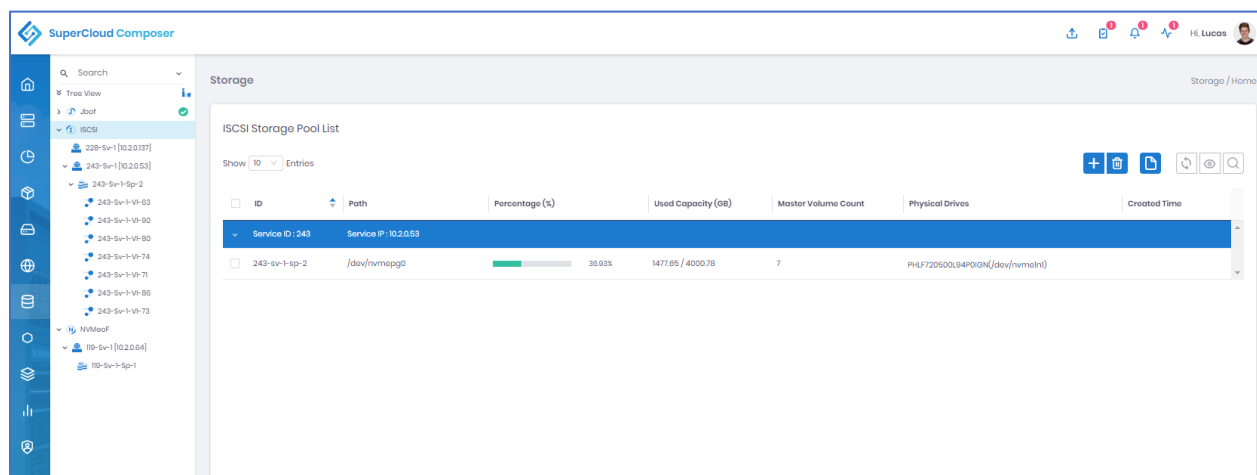 SuperCloud Composer
1
1
1
Hi, Lucas
Search
Tree View
Jbof
ISCSI
228-Sv-1 [10.2.0.137]
243-Sv-1 [10.2.0.53]
243-Sv-1-Sp-2
243-Sv-1-Vl-63
243-Sv-1-Vl-90
243-Sv-1-Vl-80
243-Sv-1-Vl-74
243-Sv-1-Vl-71
243-Sv-1-Vl-86
243-Sv-1-Vl-73
NVMeoF
119-Sv-1 [10.2.0.64]
119-Sv-1-Sp-1
Storage
Storage / Home
ISCSI Storage Pool List
Show 10 Entries
ID Path Percentage (%) Used Capacity (GB) Master Volume Count Physical Drives Created Time
Service ID : 243 Service IP : 10.2.0.53
243-sv-1-sp-2 /dev/nvmepg0 36.93% 1477.65 / 4000.78 7 PHLF720500L94P0IGN(/dev/nvme1n1)